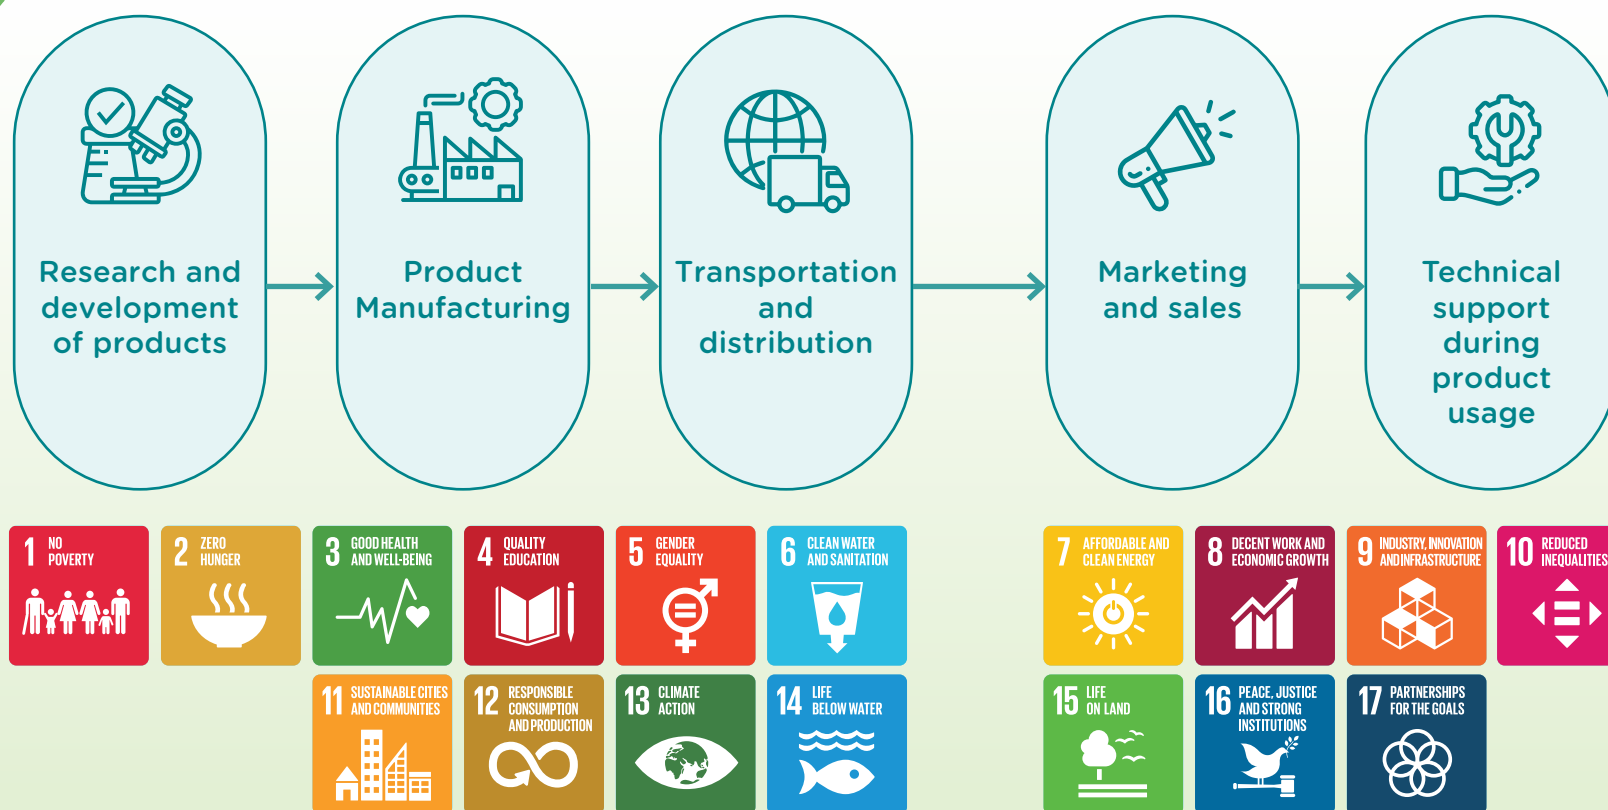 Research and
development
of products
Product
Manufacturing
Transportation
and
distribution
Marketing
and sales
Technical
support
during
product
usage
1 NO
POVERTY
2 ZERO
HUNGER
3 GOOD HEALTH
AND WELL-BEING
4 QUALITY
EDUCATION
5 GENDER
EQUALITY
6 CLEAN WATER
AND SANITATION
7 AFFORDABLE AND
CLEAN ENERGY
8 DECENT WORK AND
ECONOMIC GROWTH
9 INDUSTRY, INNOVATION
AND INFRASTRUCTURE
10 REDUCED
INEQUALITIES
11 SUSTAINABLE CITIES
AND COMMUNITIES
12 RESPONSIBLE
CONSUMPTION
AND PRODUCTION
13 CLIMATE
ACTION
14 LIFE
BELOW WATER
15 LIFE
ON LAND
16 PEACE, JUSTICE
AND STRONG
INSTITUTIONS
17 PARTNERSHIPS
FOR THE GOALS